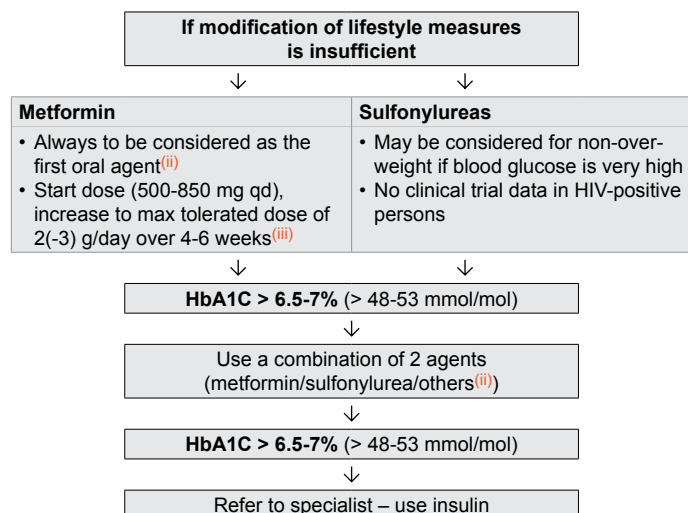 If modification of lifestyle measures
is insufficient
Metformin
• Always to be considered as the
first oral agent(ii)
• Start dose (500-850 mg qd),
increase to max tolerated dose of
2(-3) g/day over 4-6 weeks(iii)
Sulfonylureas
• May be considered for non-over-
weight if blood glucose is very high
• No clinical trial data in HIV-positive
persons
HbA1C > 6.5-7% (> 48-53 mmol/mol)
Use a combination of 2 agents
(metformin/sulfonylurea/others(ii))
HbA1C > 6.5-7% (> 48-53 mmol/mol)
Refer to specialist – use insulin